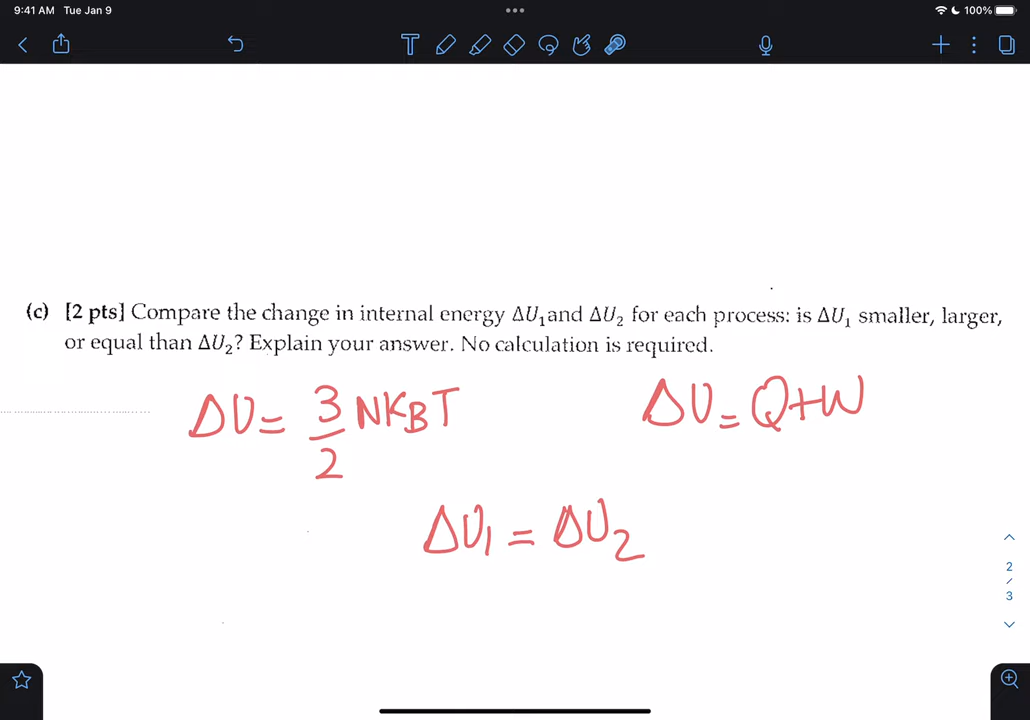 9:41 AM Tue Jan 9
100%
(c) [2 pts] Compare the change in internal energy ΔU₁and ΔU₂ for each process: is ΔU₁ smaller, larger,
or equal than ΔU₂? Explain your answer. No calculation is required.
ΔU = 3/2 NKBT
ΔU = Q+W
ΔU₁ = ΔU₂
2
/
3